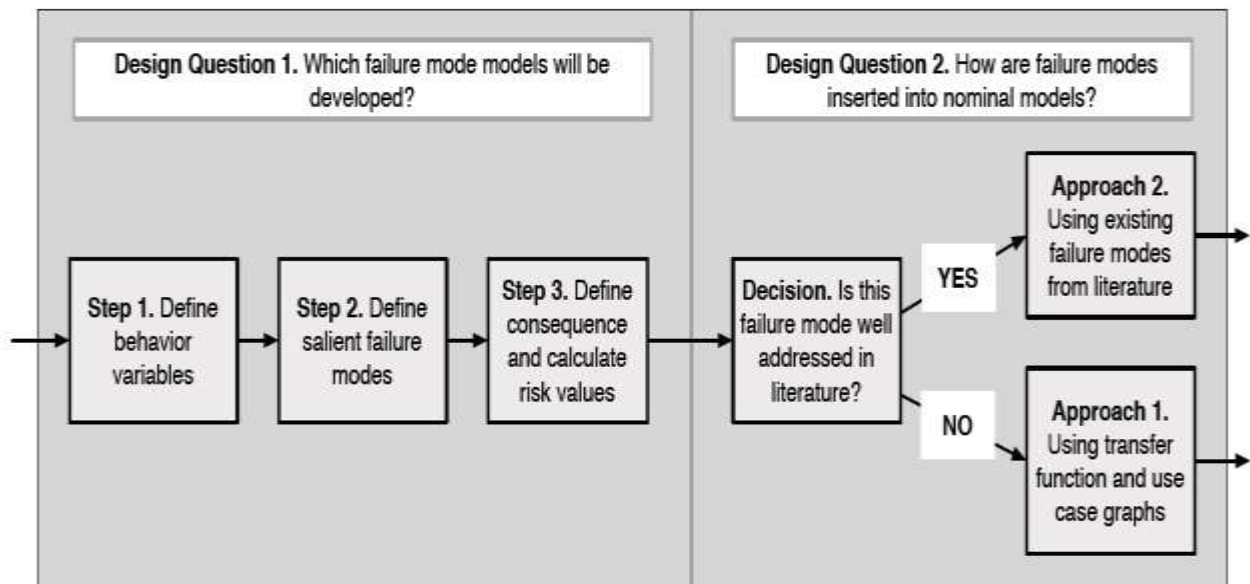 Design Question 1. Which failure mode models will be
developed?
Design Question 2. How are failure modes
inserted into nominal models?
Step 1. Define
behavior
variables
Step 2. Define
salient failure
modes
Step 3. Define
consequence
and calculate
risk values
Decision. Is this
failure mode well
addressed in
literature?
YES
Approach 2.
Using existing
failure modes
from literature
NO
Approach 1.
Using transfer
function and use
case graphs